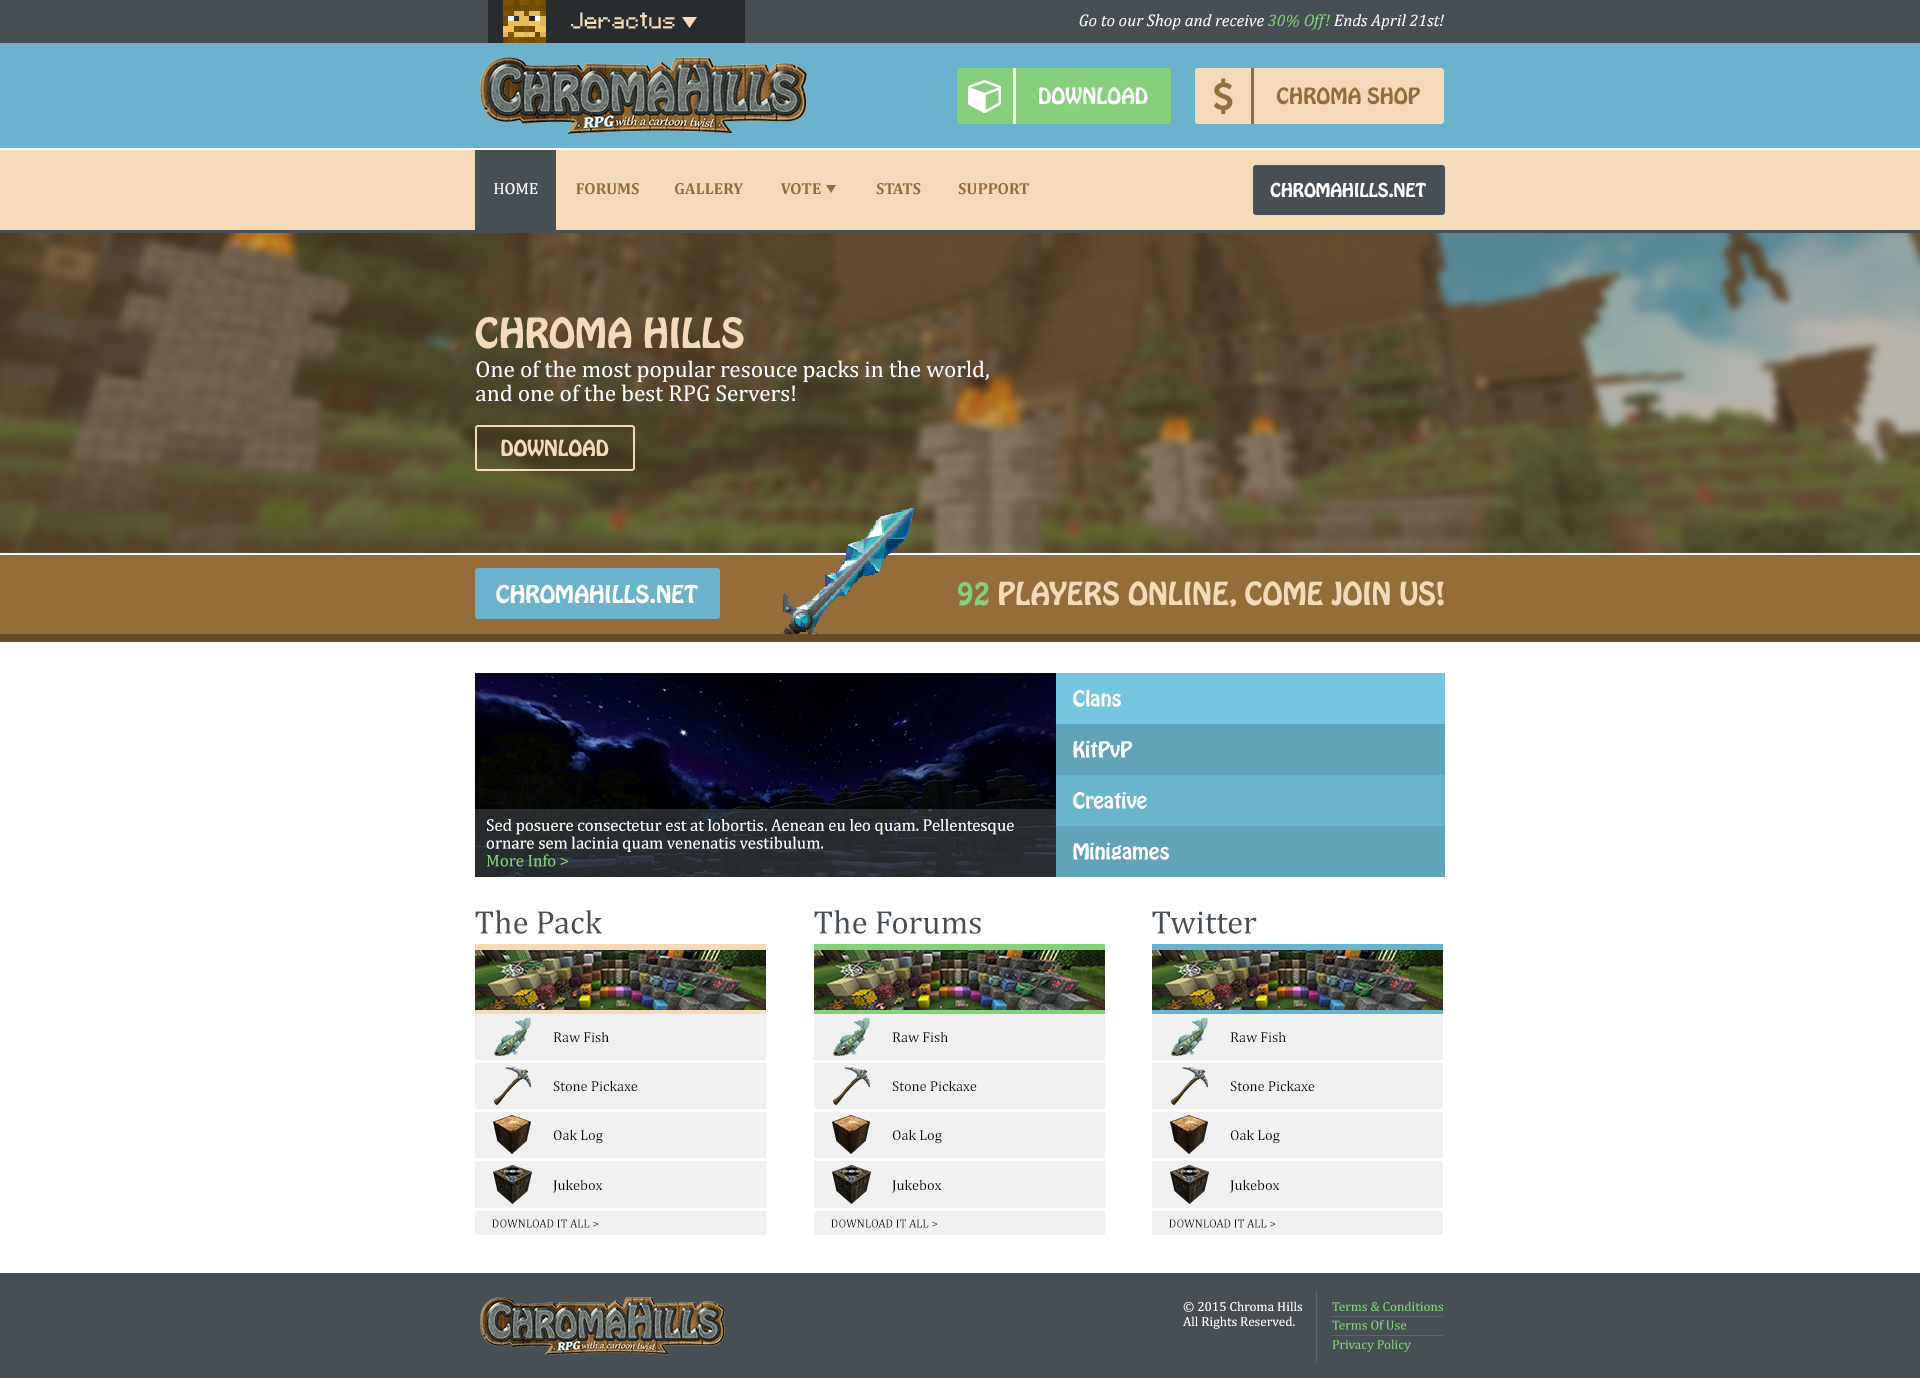 Jeractus
Go to our Shop and receive 30% Off! Ends April 21st!
CHROMAHILLS
RPG with a cartoon twist
DOWNLOAD
$ CHROMA SHOP
HOME
FORUMS
GALLERY
VOTE
STATS
SUPPORT
CHROMAHILLS.NET
CHROMA HILLS
One of the most popular resouce packs in the world,
and one of the best RPG Servers!
DOWNLOAD
CHROMAHILLS.NET
92 PLAYERS ONLINE, COME JOIN US!
Sed posuere consectetur est at lobortis. Aenean eu leo quam. Pellentesque
ornare sem lacinia quam venenatis vestibulum.
More Info >
Clans
KitPvP
Creative
Minigames
The Pack
Raw Fish
Stone Pickaxe
Oak Log
Jukebox
DOWNLOAD IT ALL >
The Forums
Raw Fish
Stone Pickaxe
Oak Log
Jukebox
DOWNLOAD IT ALL >
Twitter
Raw Fish
Stone Pickaxe
Oak Log
Jukebox
DOWNLOAD IT ALL >
CHROMAHILLS
RPG with a cartoon twist
© 2015 Chroma Hills
All Rights Reserved.
Terms & Conditions
Terms Of Use
Privacy Policy